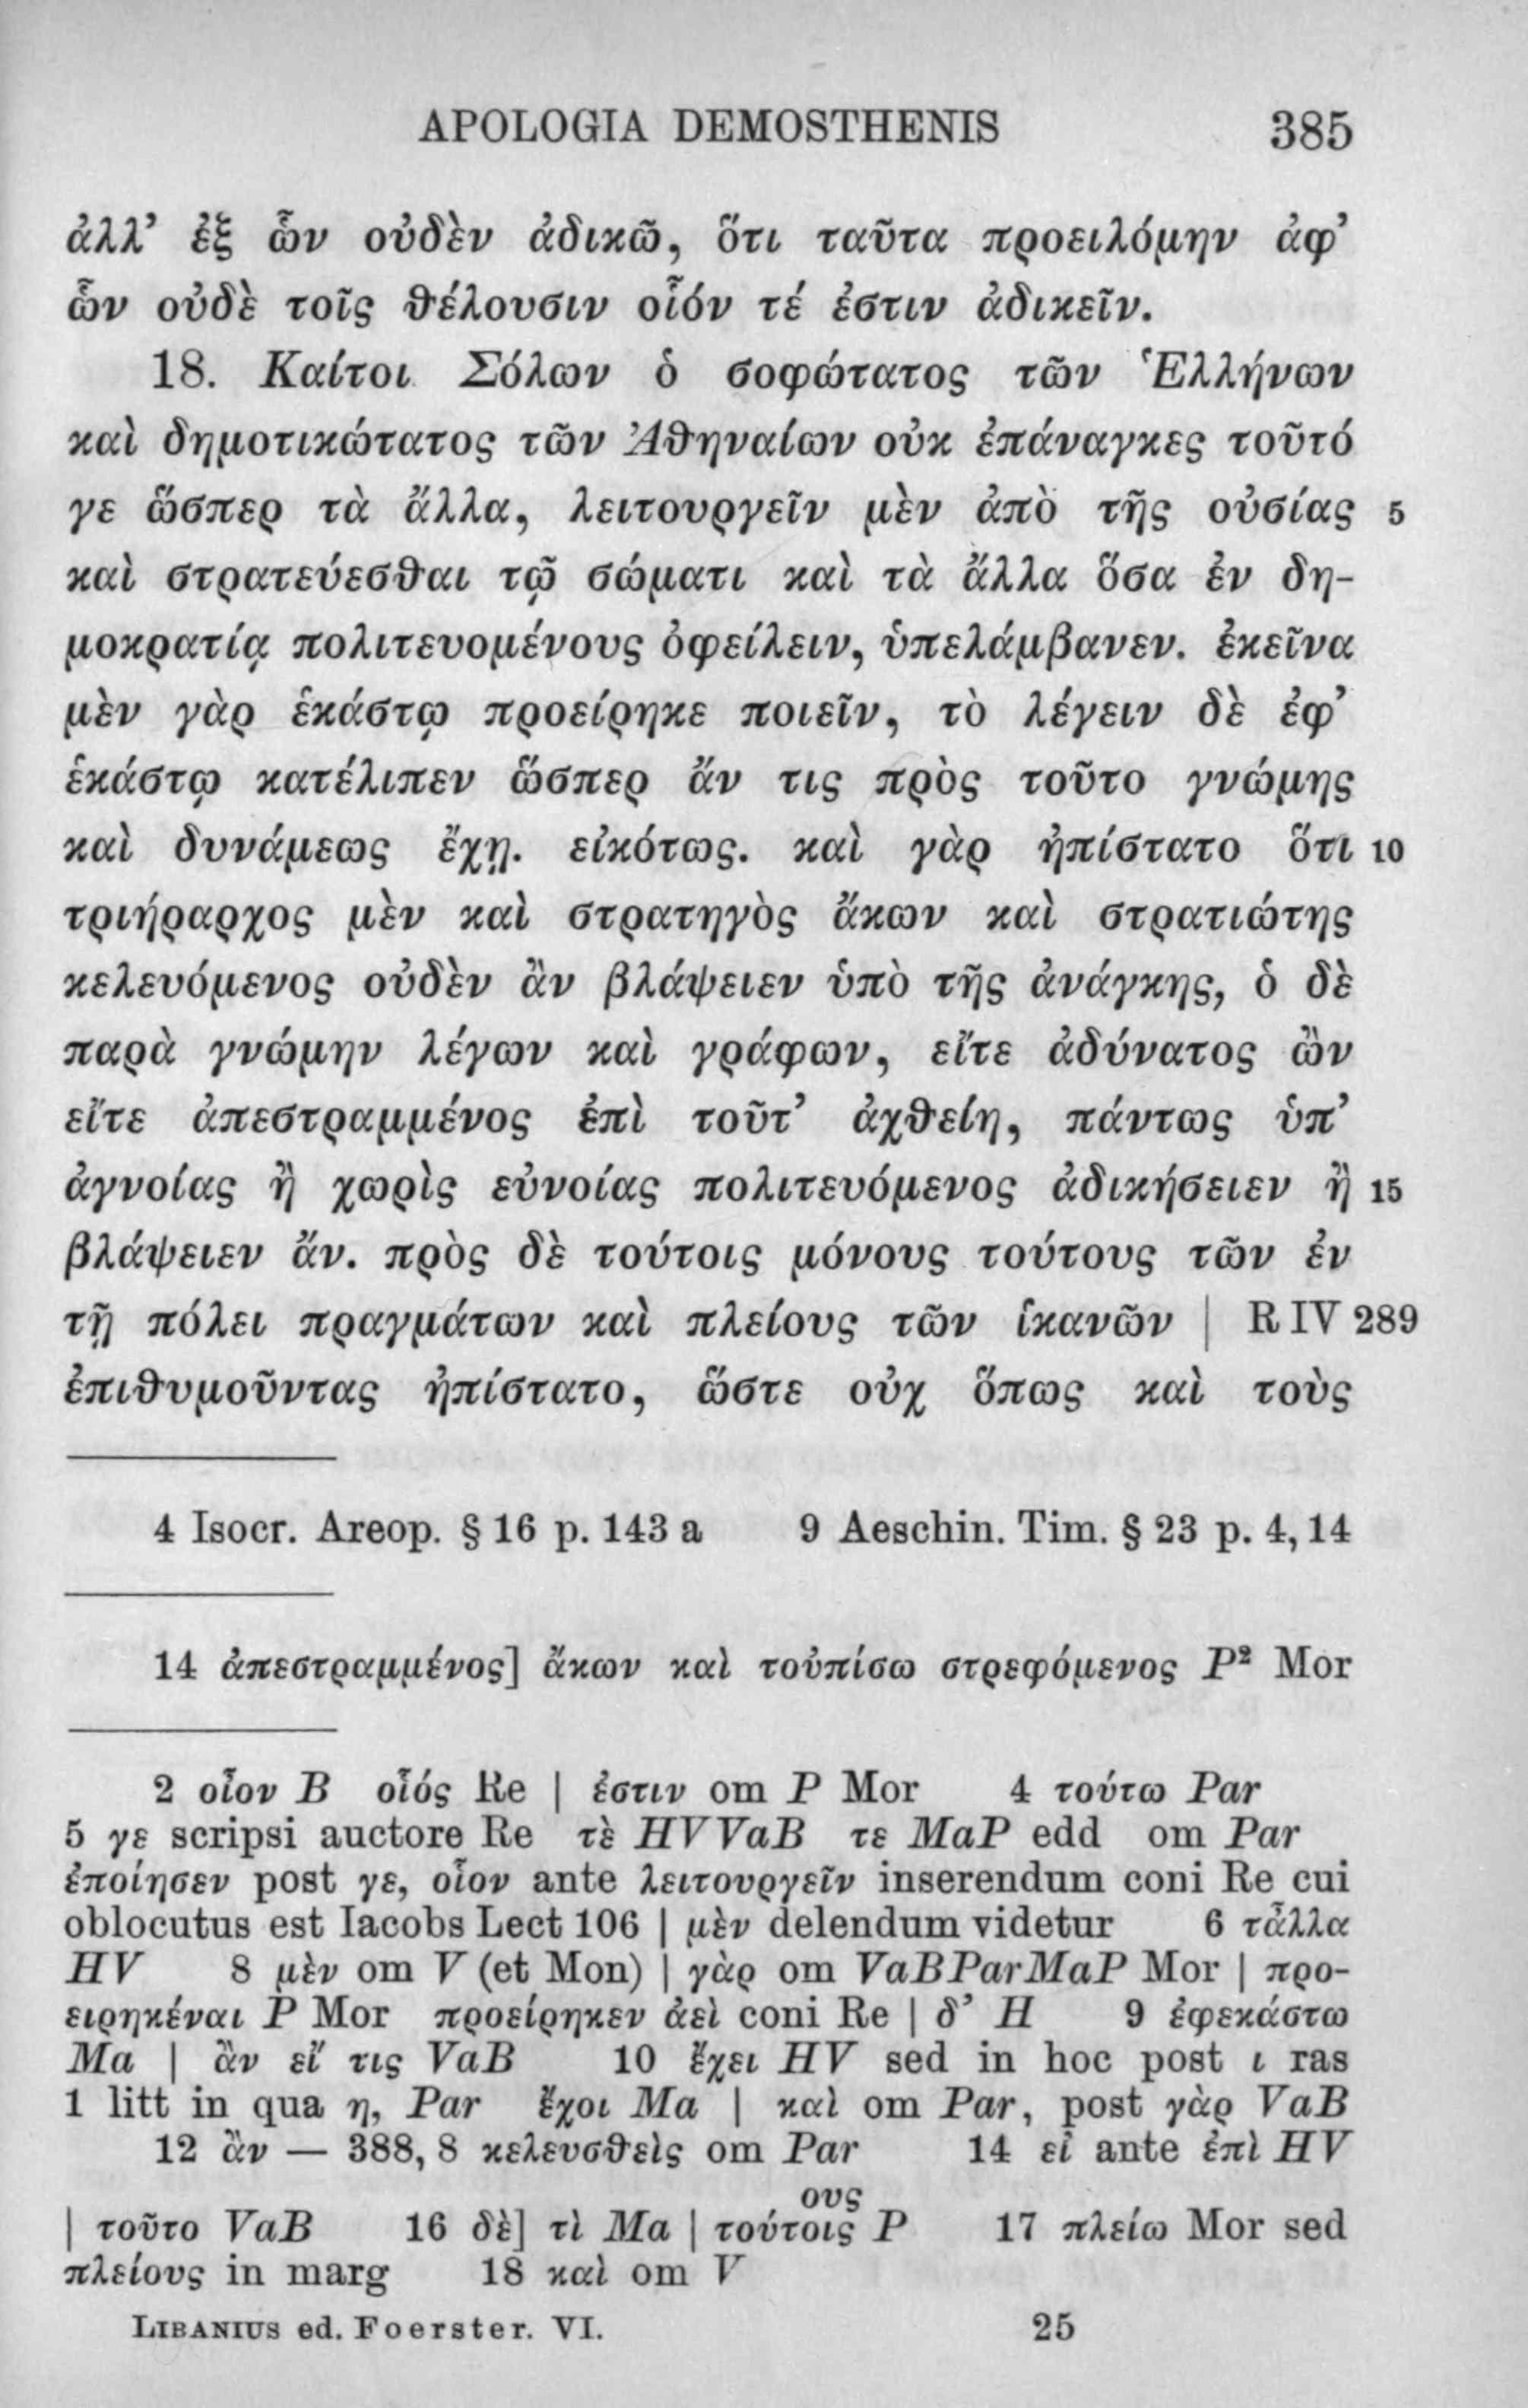 APOLOGIA DEMOSTHENIS 385
ἀλλ’ ἐξ ὧν οὐδὲν ἀδικῶ, ὅτι ταῦτα προειλόμην ἀφ’
ὧν οὐδὲ τοῖς θέλουσιν οἷόν τέ ἐστιν ἀδικεῖν.
18. Καίτοι Σόλων ὁ σοφώτατος τῶν Ἑλλήνων
καὶ δημοτικώτατος τῶν Ἀθηναίων οὐκ ἐπάναγκες τοῦτό
γε ὥσπερ τὰ ἄλλα, λειτουργεῖν μὲν ἀπὸ τῆς οὐσίας 5
καὶ στρατεύεσθαι τῷ σώματι καὶ τὰ ἄλλα ὅσα ἐν δη-
μοκρατίᾳ πολιτευομένους ὀφείλειν, ὑπελάμβανεν. ἐκεῖνα
μὲν γὰρ ἑκάστῳ προείρηκε ποιεῖν, τὸ λέγειν δὲ ἐφ’
ἑκάστῳ κατέλιπεν ὥσπερ ἄν τις πρὸς τοῦτο γνώμης
καὶ δυνάμεως ἔχῃ. εἰκότως. καὶ γὰρ ἠπίστατο ὅτι 10
τριήραρχος μὲν καὶ στρατηγὸς ἄκων καὶ στρατιώτης
κελευόμενος οὐδὲν ἂν βλάψειεν ὑπὸ τῆς ἀνάγκης, ὁ δὲ
παρὰ γνώμην λέγων καὶ γράφων, εἴτε ἀδύνατος ὢν
εἴτε ἀπεστραμμένος ἐπὶ τοῦτ’ ἀχθείη, πάντως ὑπ’
ἀγνοίας ἢ χωρὶς εὐνοίας πολιτευόμενος ἀδικήσειεν ἢ 15
βλάψειεν ἄν. πρὸς δὲ τούτοις μόνους τούτους τῶν ἐν
τῇ πόλει πραγμάτων καὶ πλείους τῶν ἱκανῶν | R IV 289
ἐπιθυμοῦντας ἠπίστατο, ὥστε οὐχ ὅπως καὶ τοὺς
4 Isocr. Areop. § 16 p. 143 a 9 Aeschin. Tim. § 23 p. 4, 14
14 ἀπεστραμμένος] ἄκων καὶ τοὐπίσω στρεφόμενος P² Mor
2 οἷον B οἷός Re | ἐστιν om P Mor 4 τούτω Par
5 γε scripsi auctore Re τὲ HVVaB τε MaP edd om Par
ἐποίησεν post γε, οἷον ante λειτουργεῖν inserendum coni Re cui
oblocutus est Iacobs Lect 106 | μὲν delendum videtur 6 τἆλλα
HV 8 μὲν om V (et Mon) | γὰρ om VaBParMaP Mor | προ-
ειρηκέναι P Mor προείρηκεν ἀεὶ coni Re | δ’ H 9 ἐφεκάστω
Ma | ἂν εἴ τις VaB 10 ἔχει HV sed in hoc post ι ras
1 litt in qua η, Par ἔχοι Ma | καὶ om Par, post γὰρ VaB
12 ἂν — 388, 8 κελευσθεὶς om Par 14 εἰ ante ἐπὶ HV
ους
| τοῦτο VaB 16 δὲ] τὶ Ma | τούτοις P 17 πλείω Mor sed
πλείους in marg 18 καὶ om V
LIBANIUS ed. Foerster. VI. 25